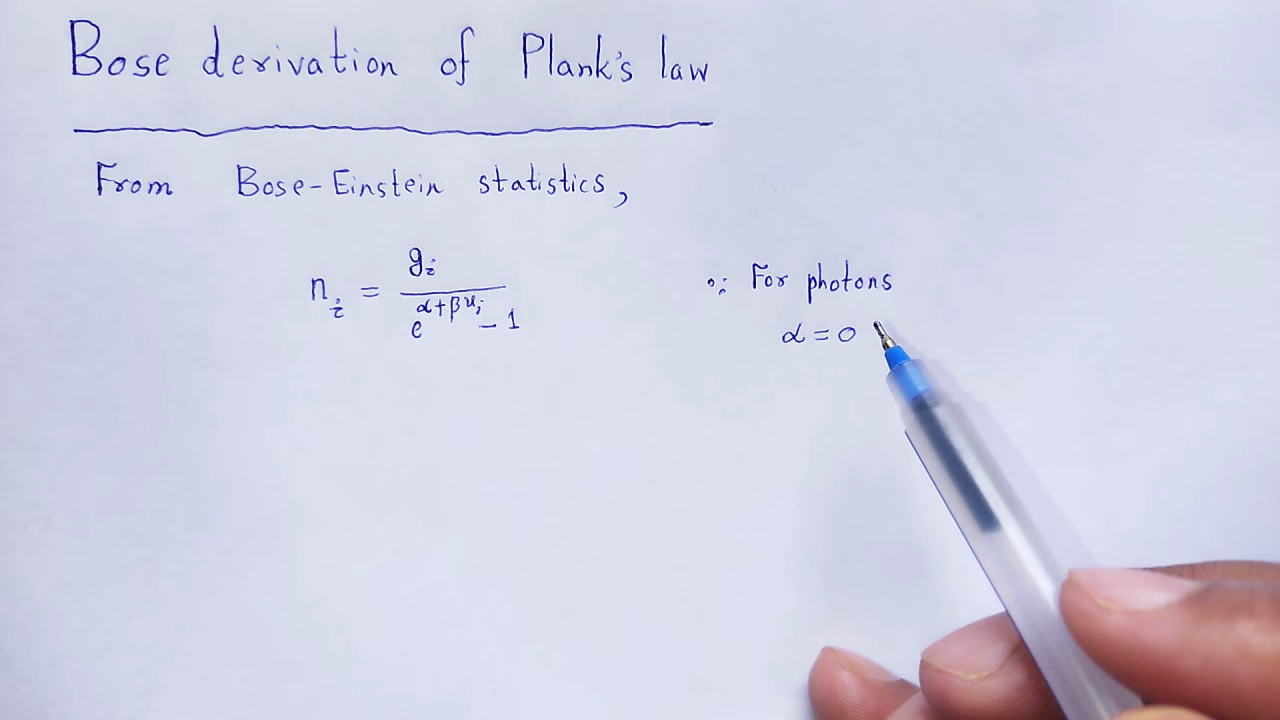 Bose derivation of Plank's law
From Bose-Einstein statistics,
n_i = g_i / (e^(α+βu_i) - 1)
∵ For photons
α = 0